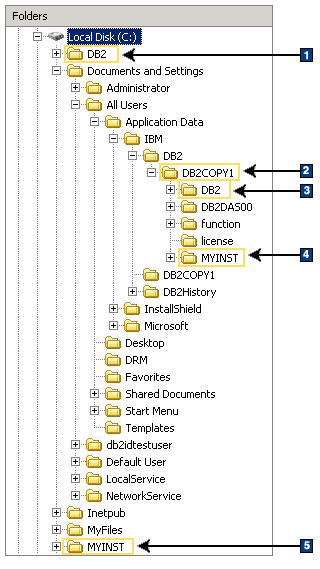 Folders
Local Disk (C:)
DB2 1
Documents and Settings
Administrator
All Users
Application Data
IBM
DB2
DB2COPY1 2
DB2 3
DB2DAS00
function
license
MYINST 4
DB2COPY1
DB2History
InstallShield
Microsoft
Desktop
DRM
Favorites
Shared Documents
Start Menu
Templates
db2idtestuser
Default User
LocalService
NetworkService
Inetpub
MyFiles
MYINST 5